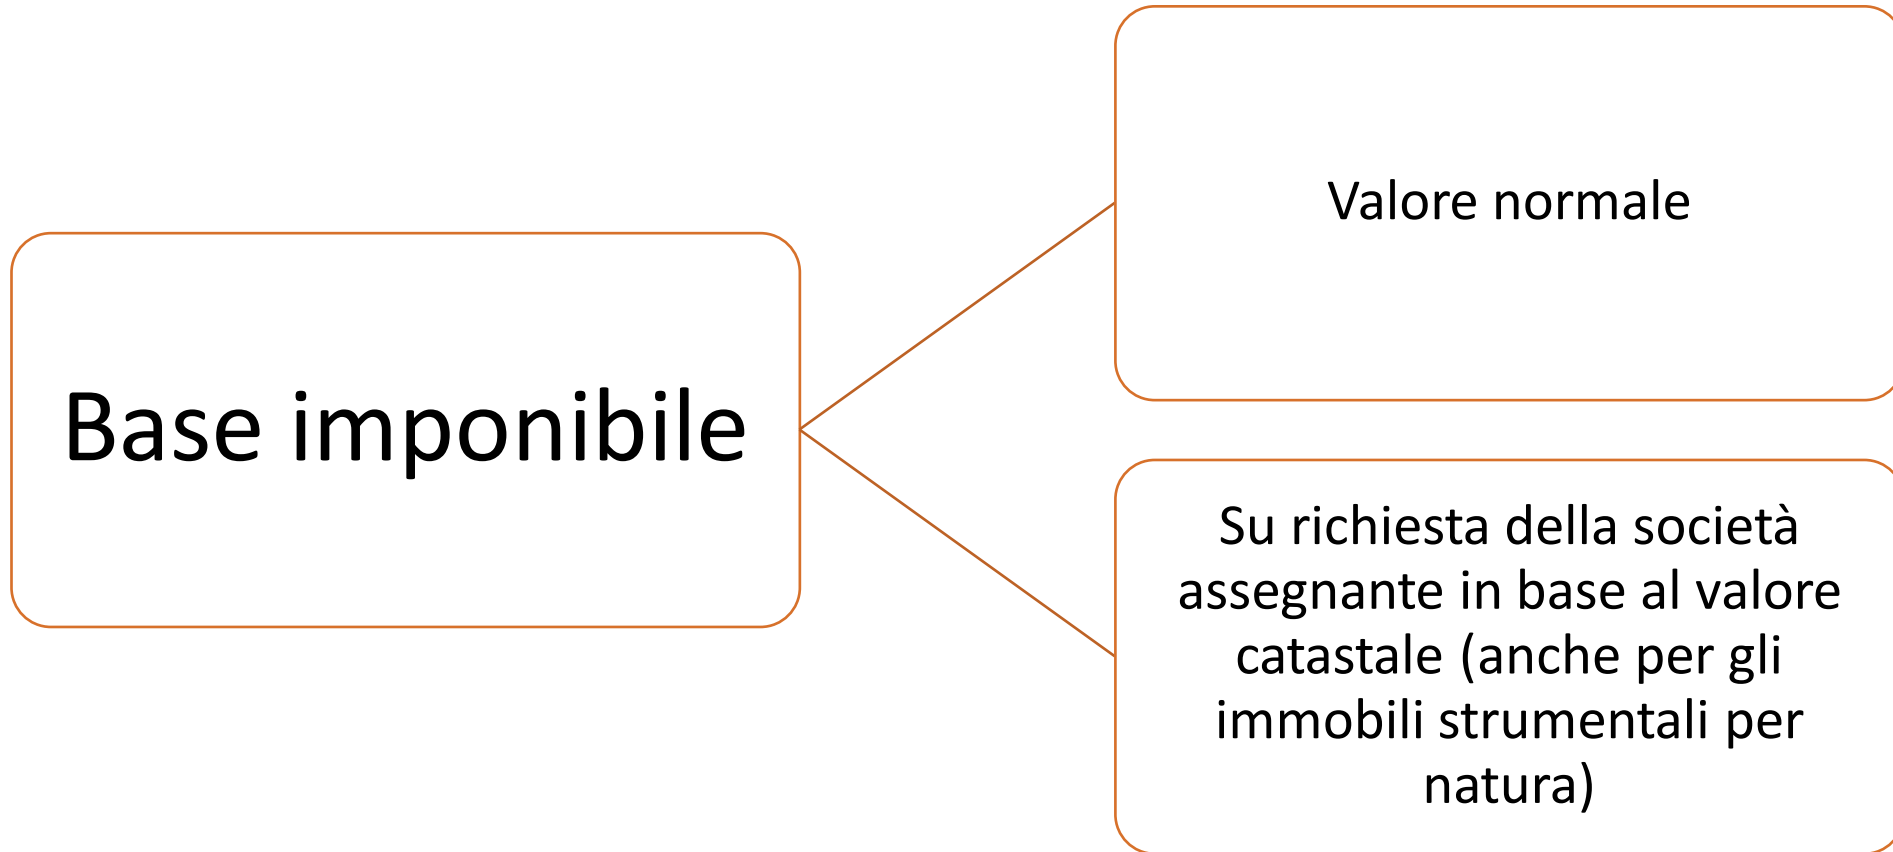 Base imponibile
Valore normale
Su richiesta della società
assegnante in base al valore
catastale (anche per gli
immobili strumentali per
natura)